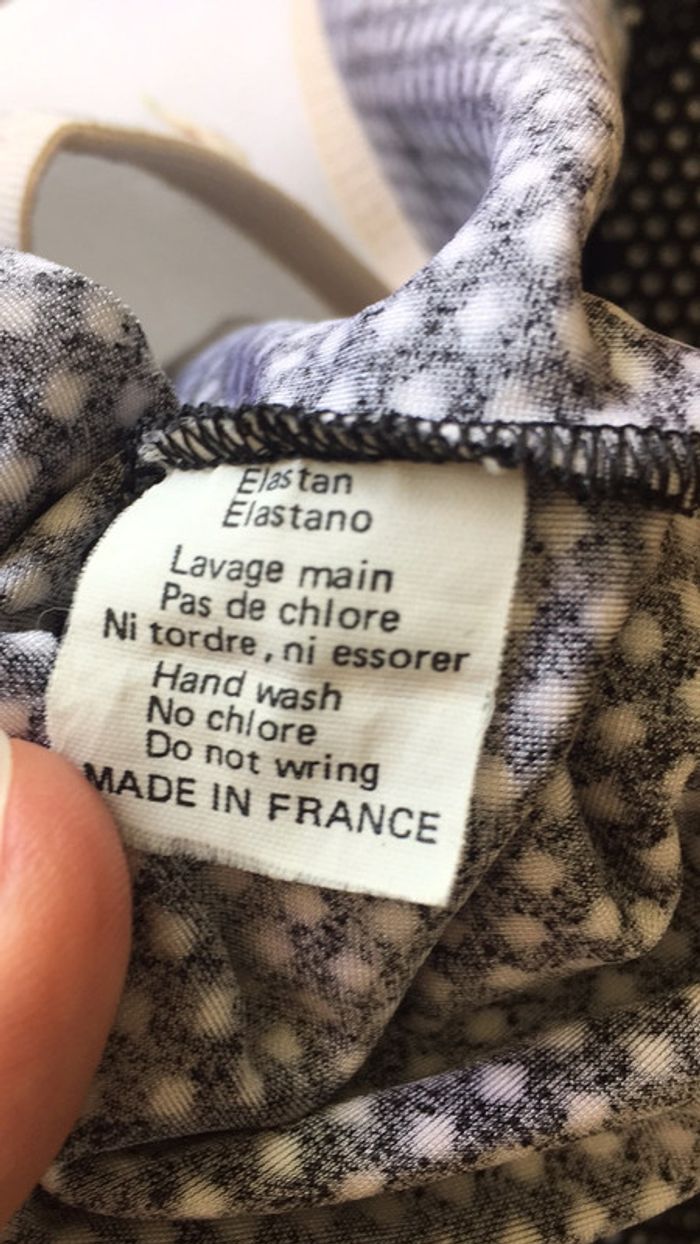 Elastan
Elastano
Lavage main
Pas de chlore
Ni tordre, ni essorer
Hand wash
No chlore
Do not wring
MADE IN FRANCE